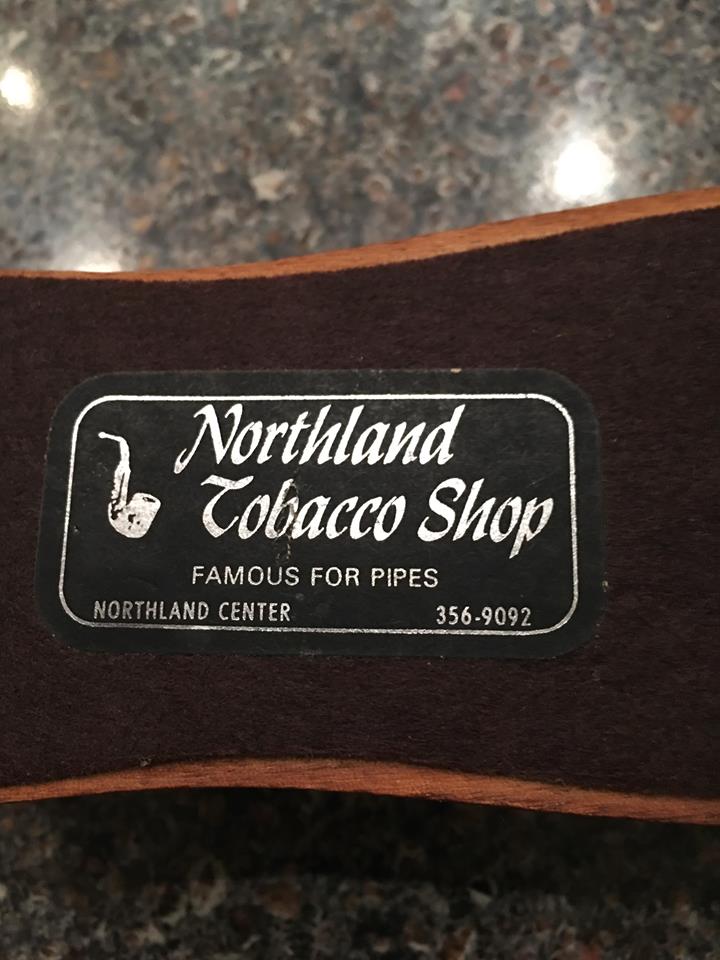 Northland
Tobacco Shop
FAMOUS FOR PIPES
NORTHLAND CENTER 356-9092